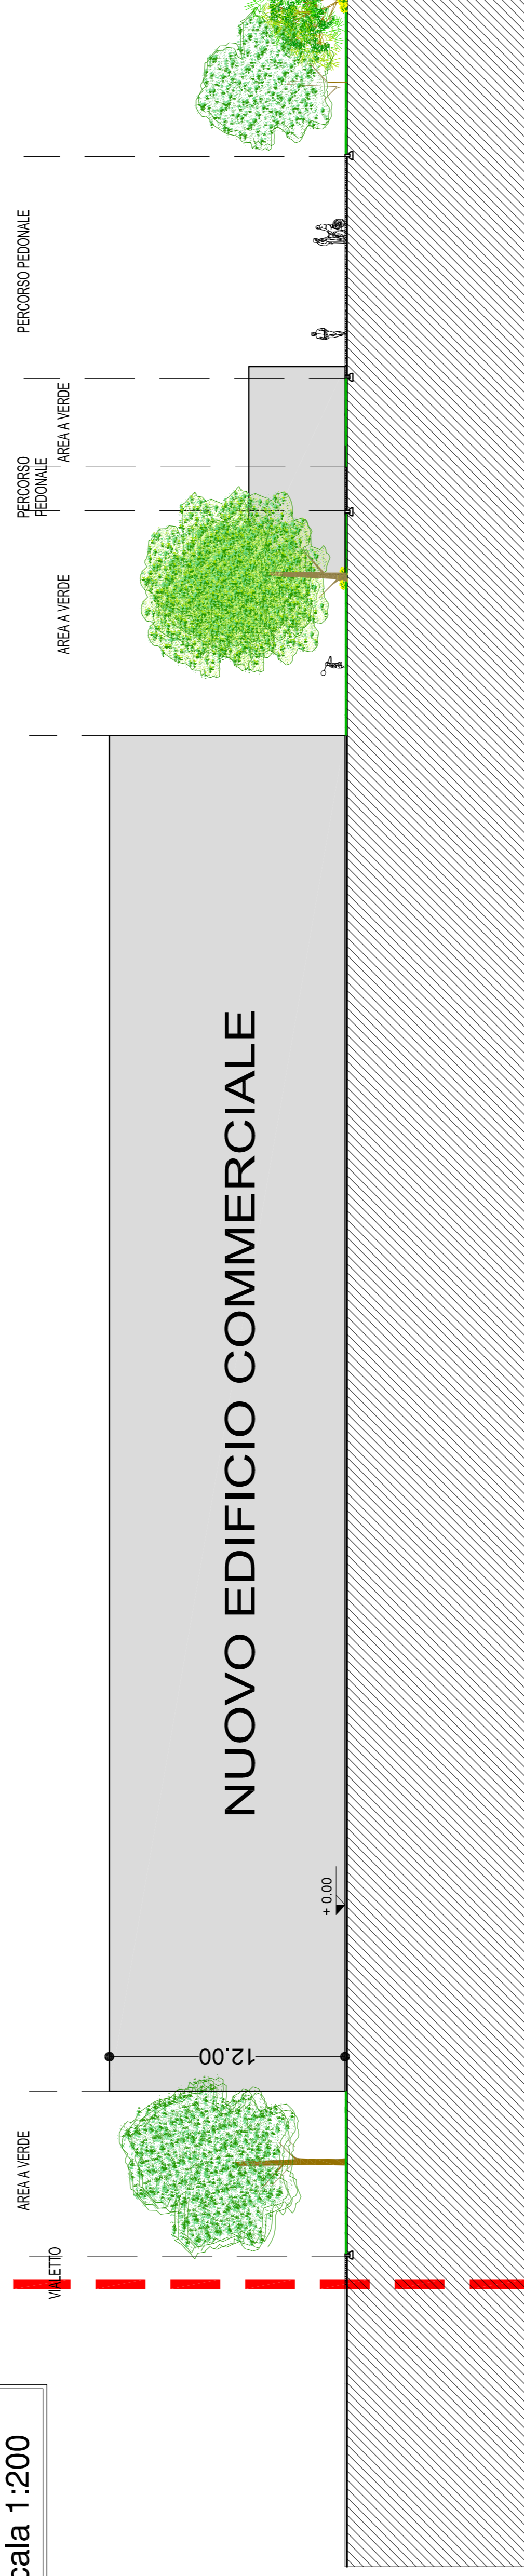 cala 1:200
VIALETTO
AREA A VERDE
12.00
+ 0.00
NUOVO EDIFICIO COMMERCIALE
AREA A VERDE
PERCORSO
PEDONALE
AREA A VERDE
PERCORSO PEDONALE